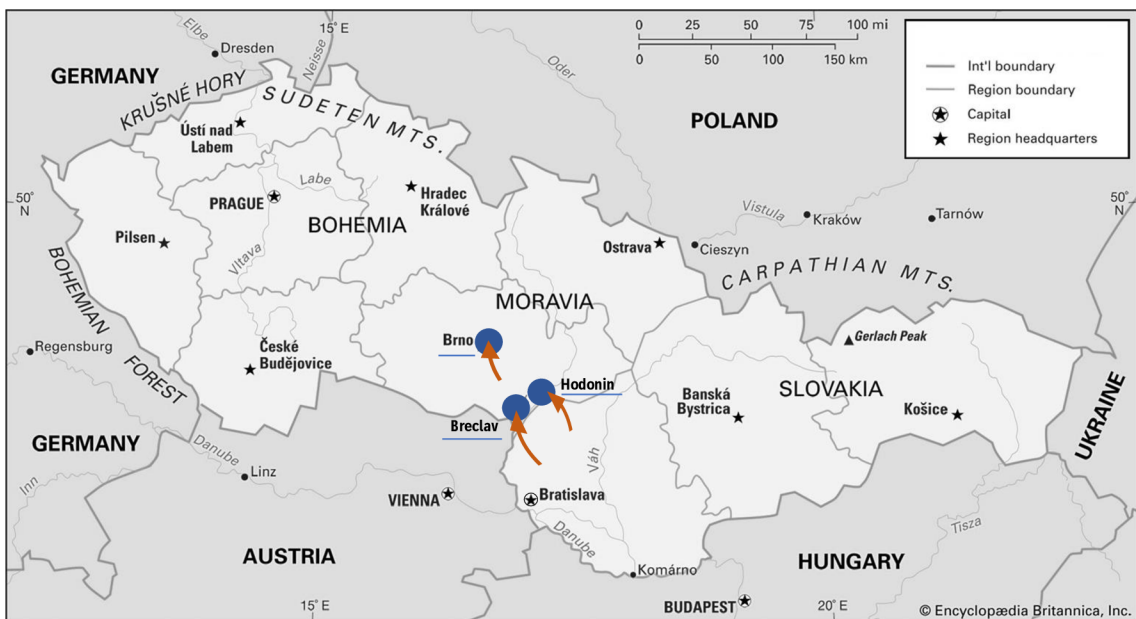 15° E
0 25 50 75 100 mi
0 50 100 150 km
Elbe
Dresden
Neisse
GERMANY
KRUŠNÉ HORY
SUDETEN MTS.
Oder
POLAND
Int'l boundary
Region boundary
Capital
Region headquarters
Ústí nad
Labem
Labe
50°
N
PRAGUE
Hradec
Králové
BOHEMIA
Pilsen
Vltava
Vistula
Kraków
Tarnów
50°
N
Ostrava
Cieszyn
CARPATHIAN MTS.
BOHEMIAN
FOREST
MORAVIA
Regensburg
Brno
České
Budějovice
Gerlach Peak
Hodonin
Banská
Bystrica
SLOVAKIA
Košice
UKRAINE
Breclav
GERMANY
Danube
Linz
Váh
Inn
VIENNA
Bratislava
Danube
Tisza
AUSTRIA
HUNGARY
Komárno
15° E
BUDAPEST
20° E
© Encyclopædia Britannica, Inc.